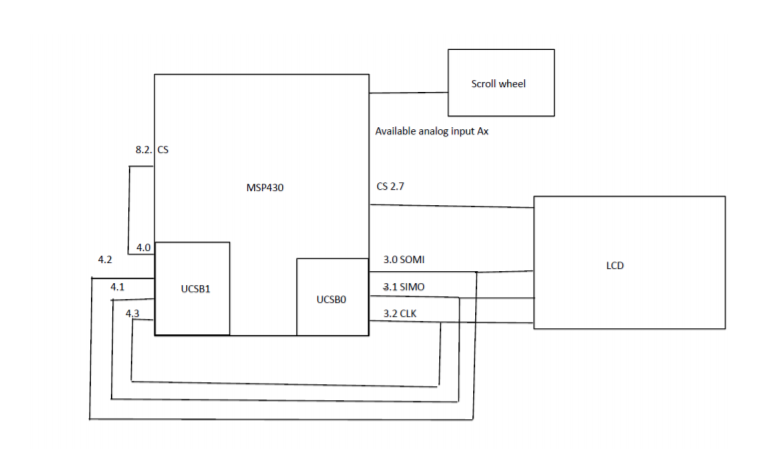 Scroll wheel
Available analog input Ax
8.2. CS
MSP430
CS 2.7
4.0
4.2
3.0 SOMI
LCD
4.1
UCSB1
3.1 SIMO
UCSB0
4.3
3.2 CLK